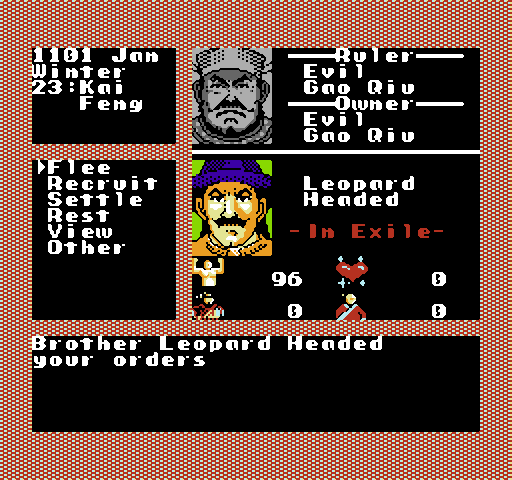 1101 Jan
Winter
23:Kai
Feng
Ruler
Evil
Gao Qiu
Owner
Evil
Gao Qiu
Flee
Recruit
Settle
Rest
View
Other
Leopard
Headed
-In Exile-
96
0
0
0
Brother Leopard Headed
your orders